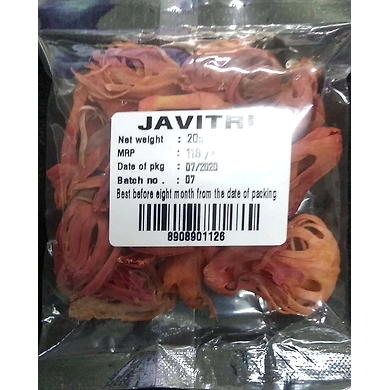 JAVITRI
Net weight : 20g
MRP : 118/-
Date of pkg : 07/2020
Batch no . : 07
Best before eight month from the date of packing
8908901126